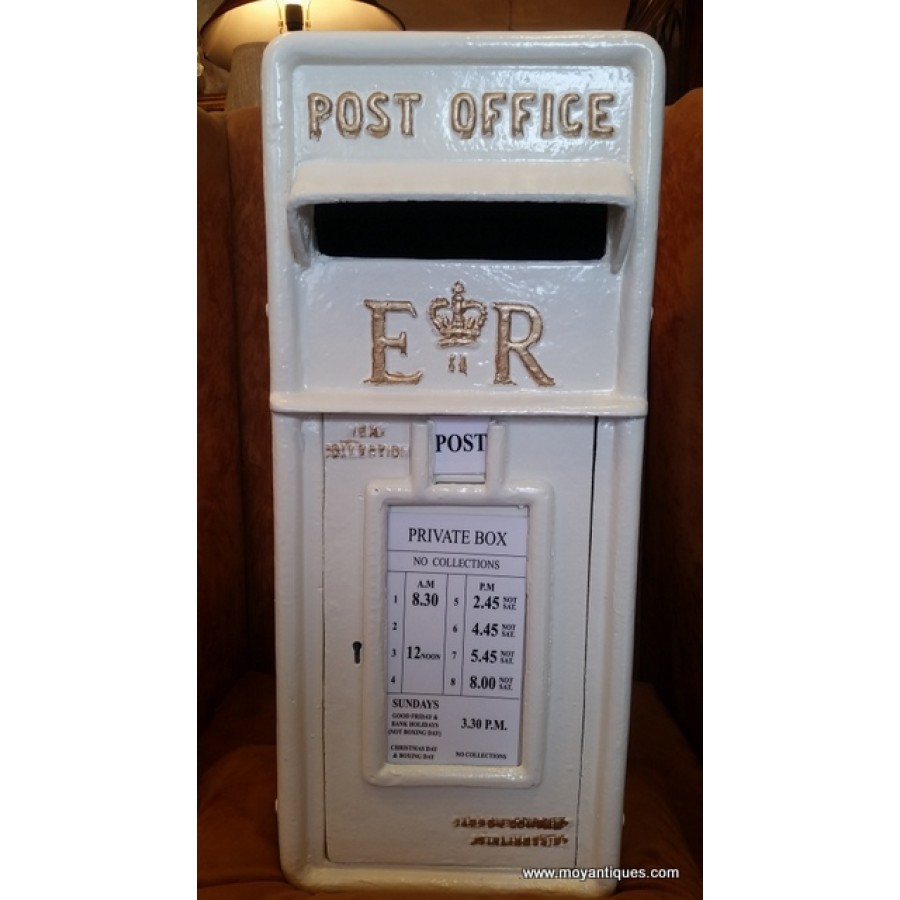 POST OFFICE
E R
POST
PRIVATE BOX
NO COLLECTIONS
A.M P.M
1 8.30 5 2.45 NOT SAT.
2 6 4.45 NOT SAT.
3 12 NOON 7 5.45 NOT SAT.
4 8 8.00 NOT SAT.
SUNDAYS
GOOD FRIDAY &
BANK HOLIDAYS 3.30 P.M.
(NOT BOXING DAY)
CHRISTMAS DAY
& BOXING DAY NO COLLECTIONS
www.moyantiques.com